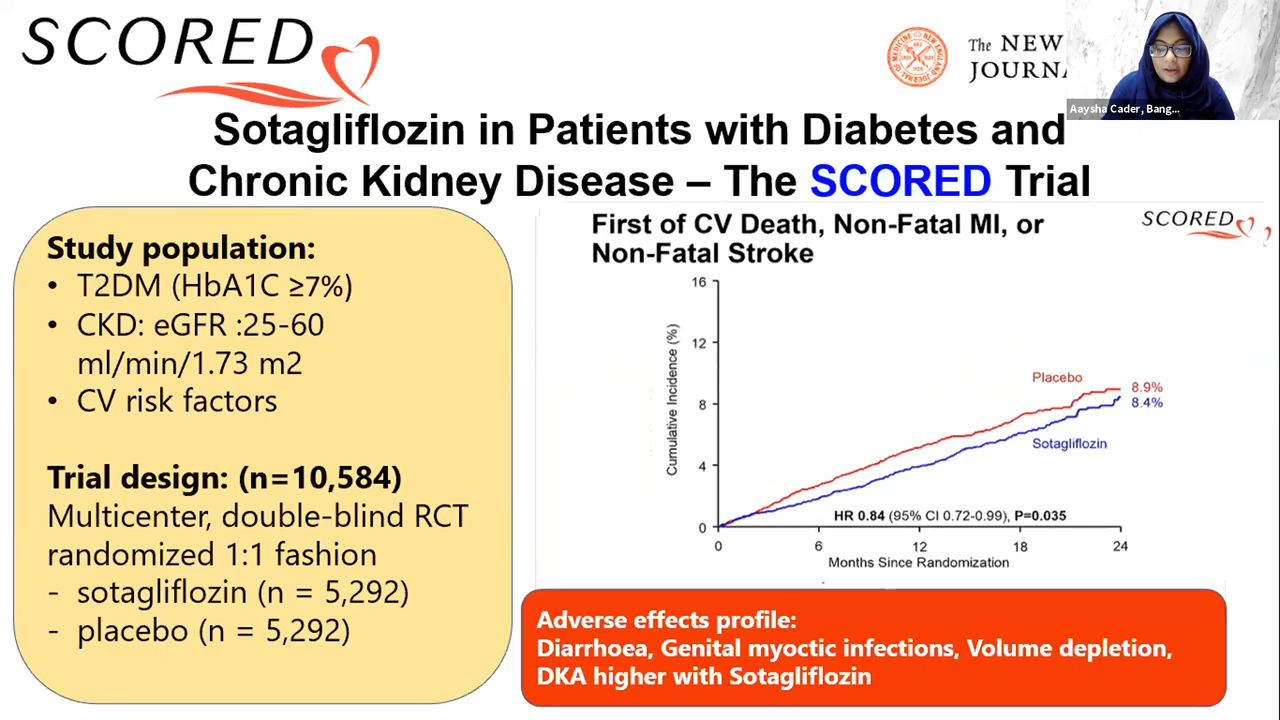 SCORED
The NEW
JOURNA
Aaysha Cader, Bang...
Sotagliflozin in Patients with Diabetes and
Chronic Kidney Disease – The SCORED Trial
Study population:
• T2DM (HbA1C ≥7%)
• CKD: eGFR :25-60
ml/min/1.73 m2
• CV risk factors
Trial design: (n=10,584)
Multicenter, double-blind RCT
randomized 1:1 fashion
- sotagliflozin (n = 5,292)
- placebo (n = 5,292)
First of CV Death, Non-Fatal MI, or
Non-Fatal Stroke
SCORED
16
12
8
4
0
Cumulative Incidence (%)
Placebo
8.9%
8.4%
Sotagliflozin
HR 0.84 (95% CI 0.72-0.99), P=0.035
0 6 12 18 24
Months Since Randomization
Adverse effects profile:
Diarrhoea, Genital myoctic infections, Volume depletion,
DKA higher with Sotagliflozin